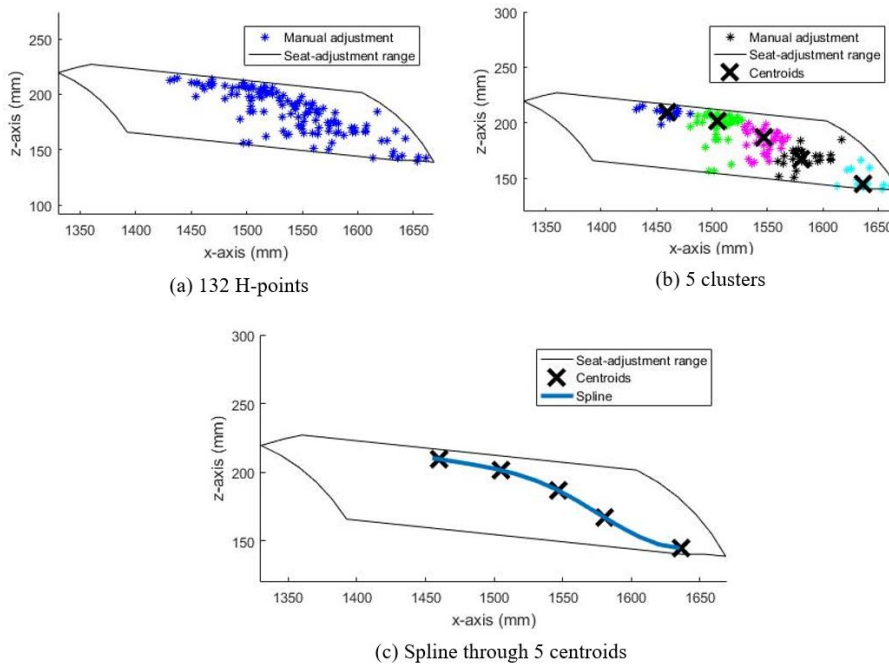 250
200
150
100
z-axis (mm)
Manual adjustment
Seat-adjustment range
1350 1400 1450 1500 1550 1600 1650
x-axis (mm)
(a) 132 H-points
300
250
200
150
z-axis (mm)
Manual adjustment
Seat-adjustment range
Centroids
1350 1400 1450 1500 1550 1600 1650
x-axis (mm)
(b) 5 clusters
300
250
200
150
z-axis (mm)
Seat-adjustment range
Centroids
Spline
1350 1400 1450 1500 1550 1600 1650
x-axis (mm)
(c) Spline through 5 centroids